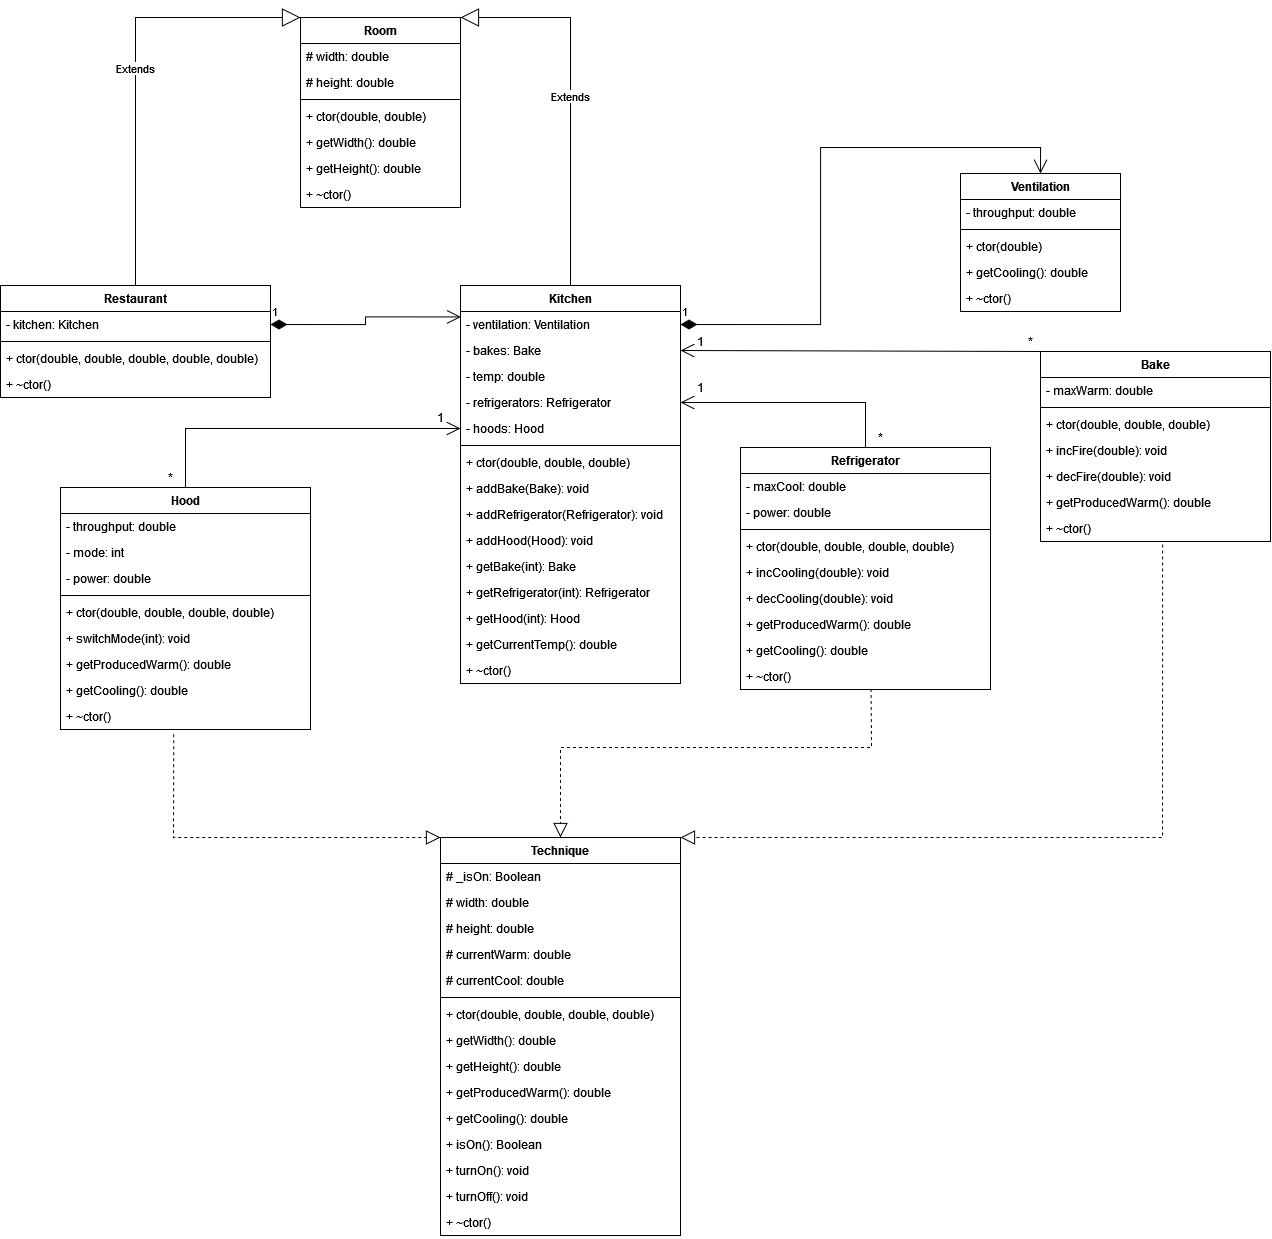 Room
# width: double
# height: double
+ ctor(double, double)
+ getWidth(): double
+ getHeight(): double
+ ~ctor()
Extends
Extends
Ventilation
- throughput: double
+ ctor(double)
+ getCooling(): double
+ ~ctor()
Restaurant
- kitchen: Kitchen
+ ctor(double, double, double, double, double)
+ ~ctor()
1
Kitchen
- ventilation: Ventilation
- bakes: Bake
- temp: double
- refrigerators: Refrigerator
- hoods: Hood
+ ctor(double, double, double)
+ addBake(Bake): void
+ addRefrigerator(Refrigerator): void
+ addHood(Hood): void
+ getBake(int): Bake
+ getRefrigerator(int): Refrigerator
+ getHood(int): Hood
+ getCurrentTemp(): double
+ ~ctor()
1
1
*
1
*
1
*
Bake
- maxWarm: double
+ ctor(double, double, double)
+ incFire(double): void
+ decFire(double): void
+ getProducedWarm(): double
+ ~ctor()
Refrigerator
- maxCool: double
- power: double
+ ctor(double, double, double, double)
+ incCooling(double): void
+ decCooling(double): void
+ getProducedWarm(): double
+ getCooling(): double
+ ~ctor()
Hood
- throughput: double
- mode: int
- power: double
+ ctor(double, double, double, double)
+ switchMode(int): void
+ getProducedWarm(): double
+ getCooling(): double
+ ~ctor()
Technique
# _isOn: Boolean
# width: double
# height: double
# currentWarm: double
# currentCool: double
+ ctor(double, double, double, double)
+ getWidth(): double
+ getHeight(): double
+ getProducedWarm(): double
+ getCooling(): double
+ isOn(): Boolean
+ turnOn(): void
+ turnOff(): void
+ ~ctor()